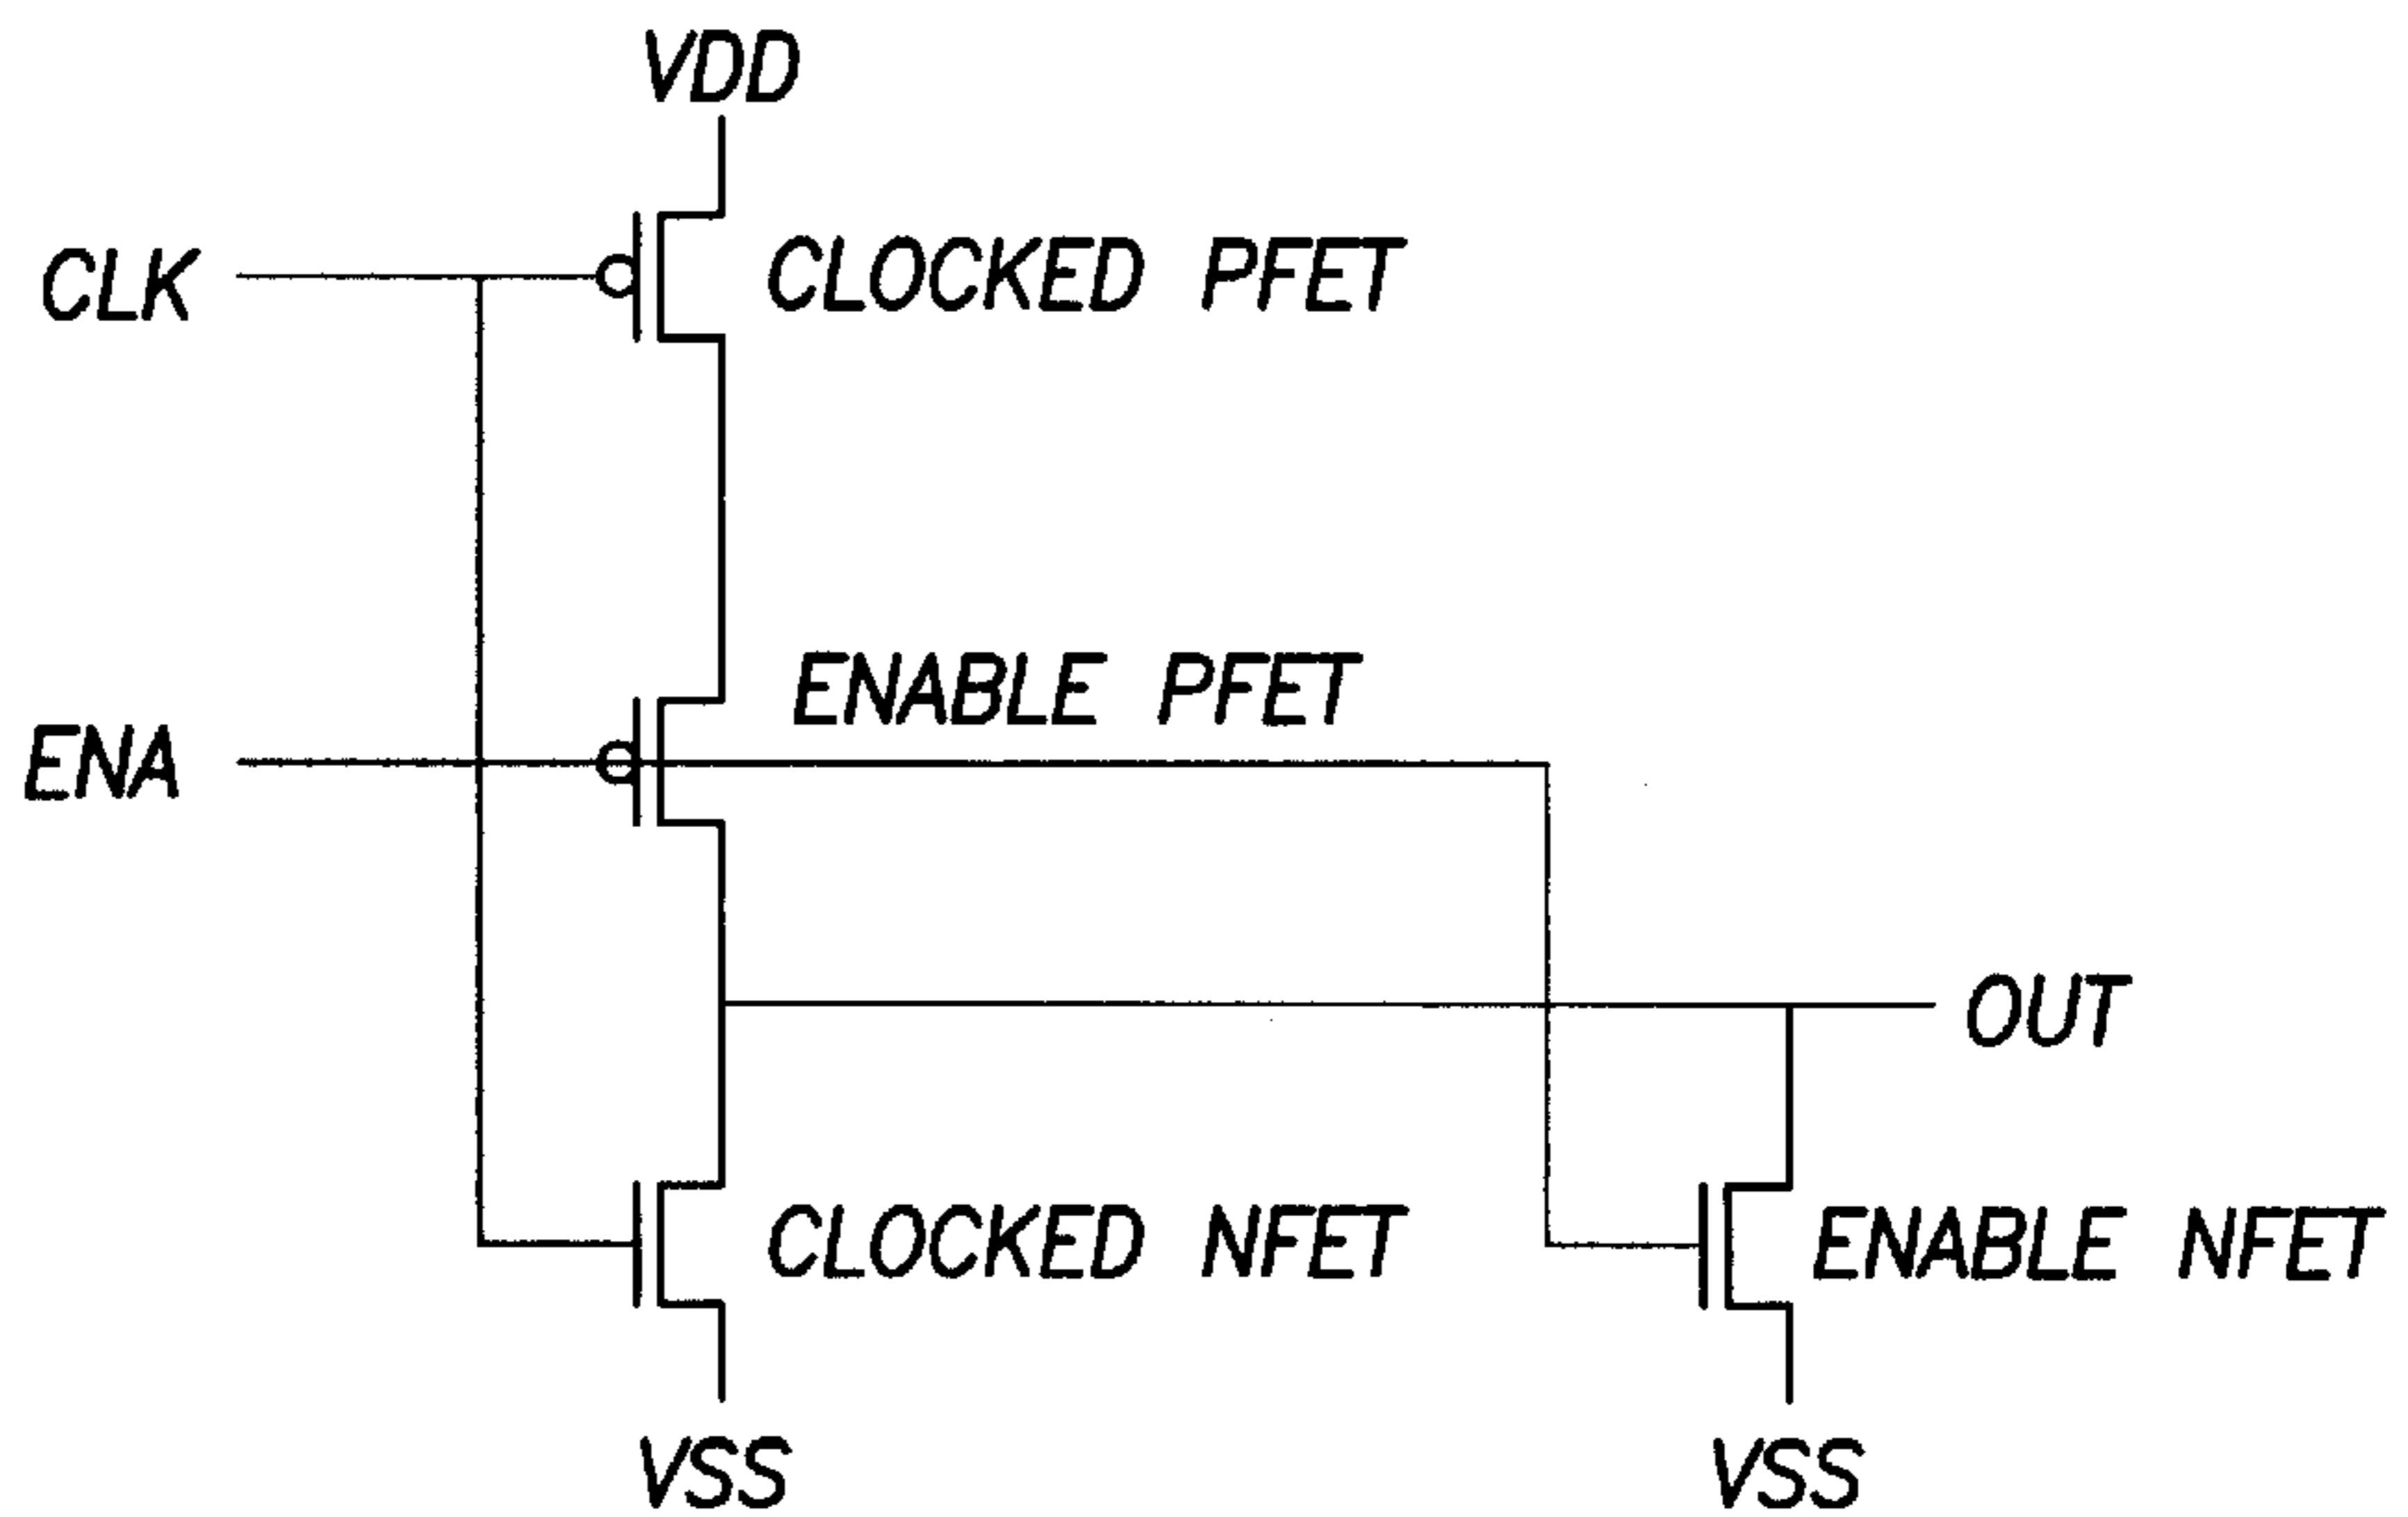 VDD
CLK
CLOCKED PFET
ENABLE PFET
ENA
OUT
CLOCKED NFET
ENABLE NFET
VSS
VSS